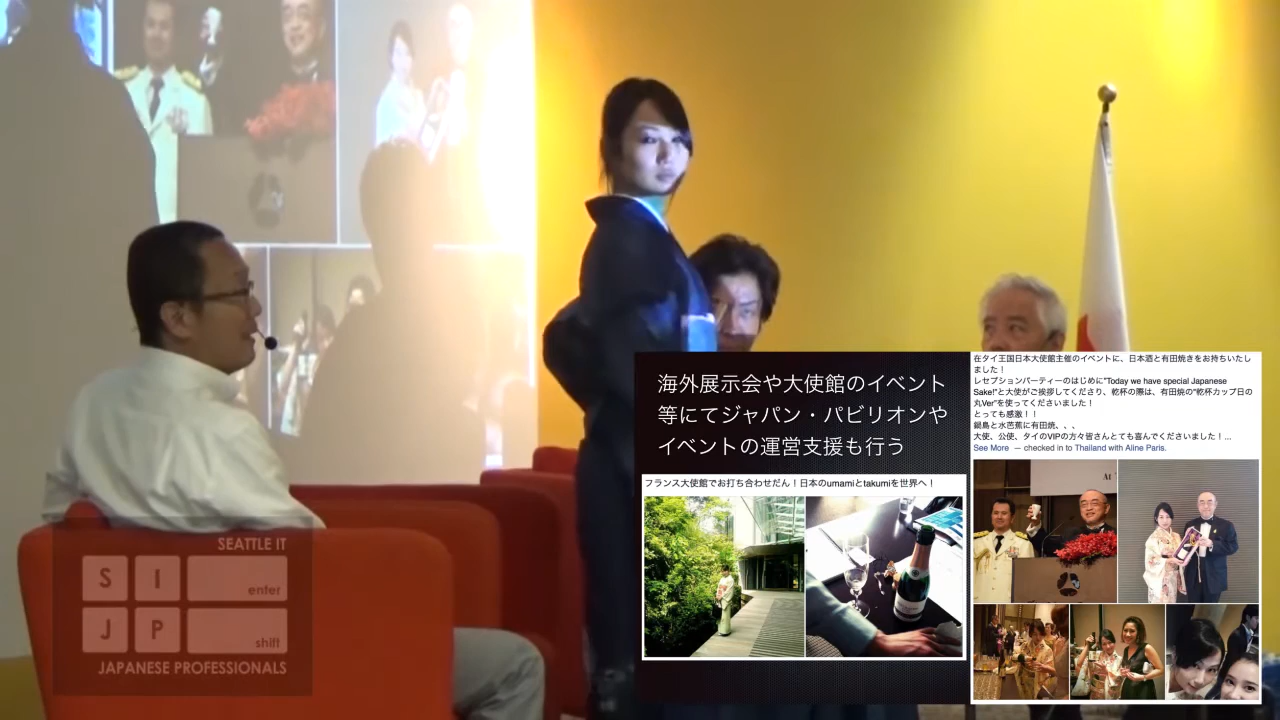 海外展示会や大使館のイベント
等にてジャパン・パビリオンや
イベントの運営支援も行う
フランス大使館でお打ち合わせだん！日本のumamiとtakumiを世界へ！
在タイ王国日本大使館主催のイベントに、日本酒と有田焼きをお持ちいたし
ました！
レセプションパーティーのはじめに"Today we have special Japanese
Sake!"と大使がご挨拶してくださり、乾杯の際は、有田焼の"乾杯カップ日の
丸Ver"を使ってくださいました！
とっても感激！！
鍋島と水芭蕉に有田焼、、、
大使、公使、タイのVIPの方々皆さんとても喜んでくださいました！...
See More — checked in to Thailand with Aline Paris.
At
SEATTLE IT
S I enter
J P shift
JAPANESE PROFESSIONALS